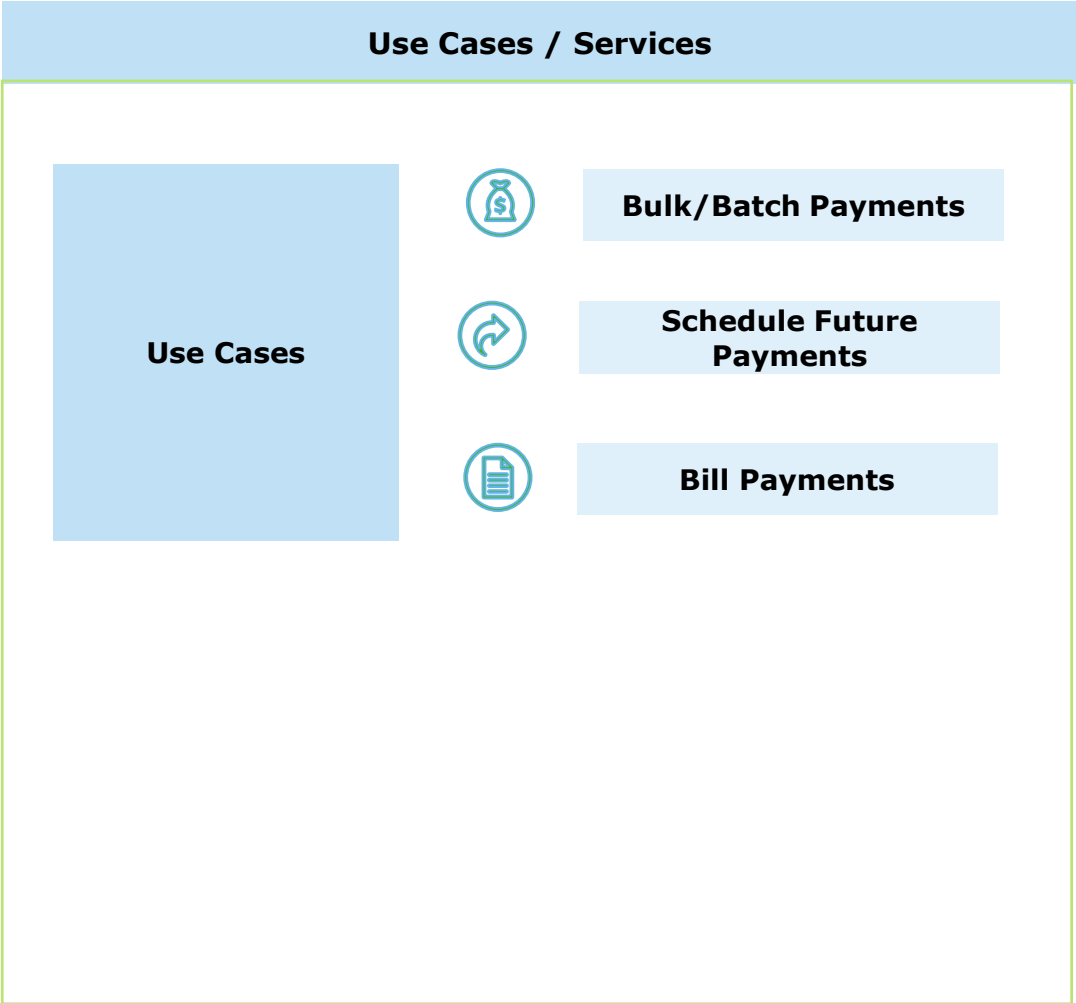 Use Cases / Services
Use Cases
$
Bulk/Batch Payments
Schedule Future
Payments
Bill Payments